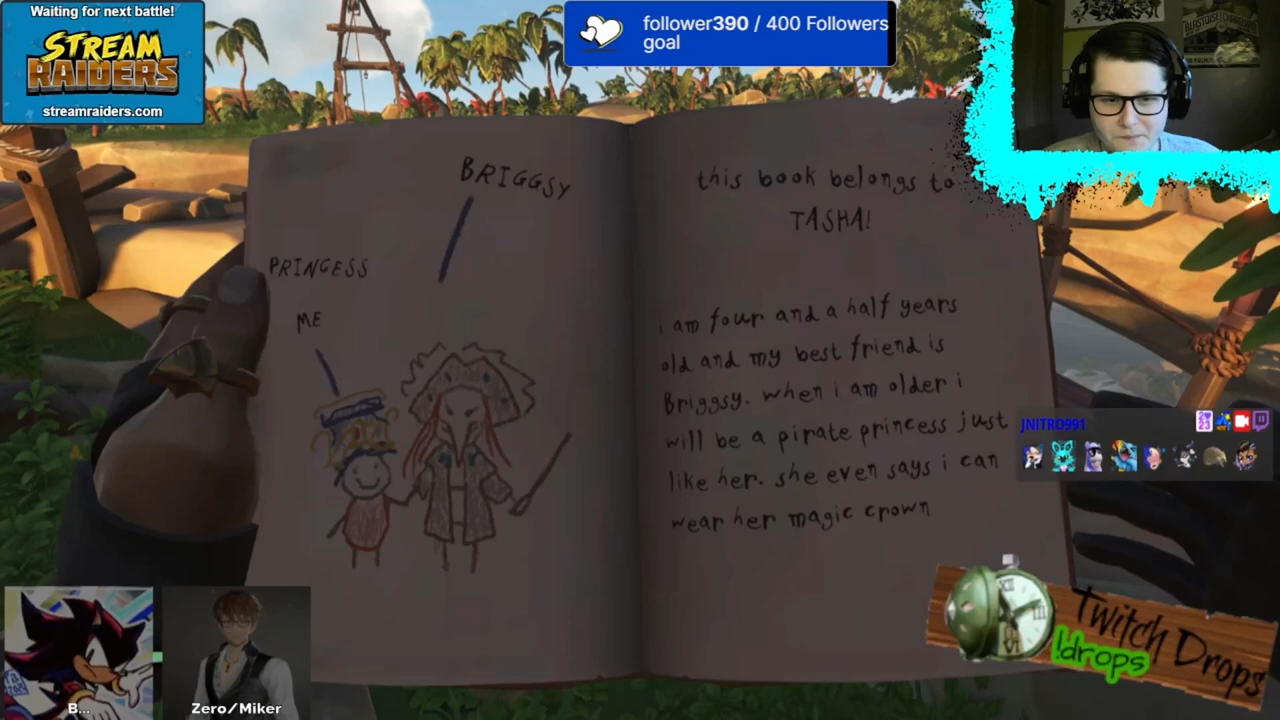 Waiting for next battle!
STREAM
RAIDERS
streamraiders.com
follower390 / 400 Followers
goal
BRIGGSY
PRINCESS
ME
this book belongs to
TASHA!
i am four and a half years
old and my best friend is
Briggsy. when i am older i
will be a pirate princess just
like her. she even says i can
wear her magic crown
JNITRO991
Twitch Drops
!drops
B...
Zero/Miker